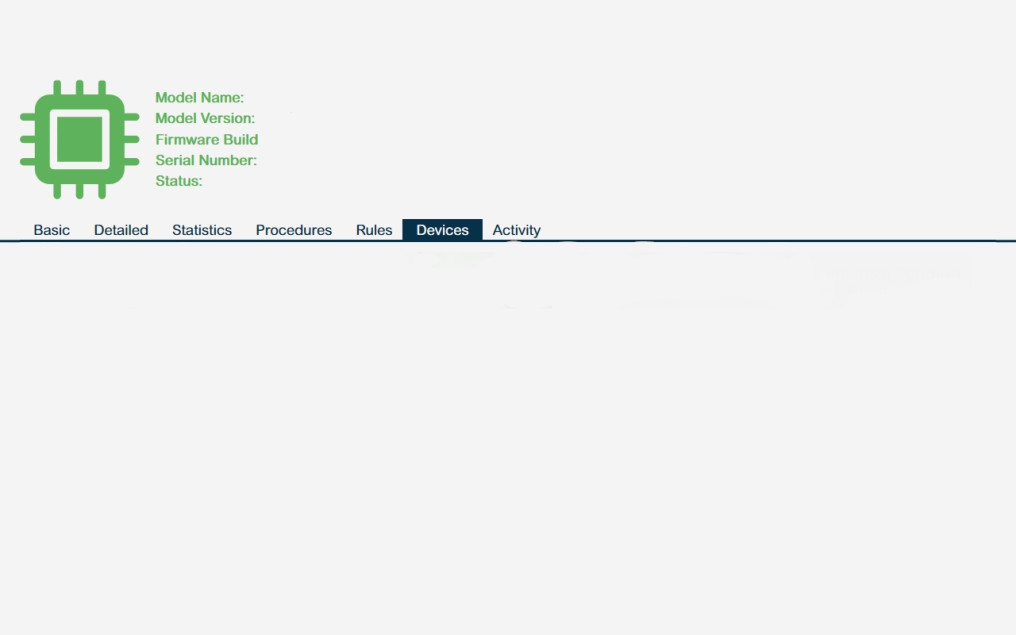 Model Name:
Model Version:
Firmware Build
Serial Number:
Status:
Basic Detailed Statistics Procedures Rules Devices Activity